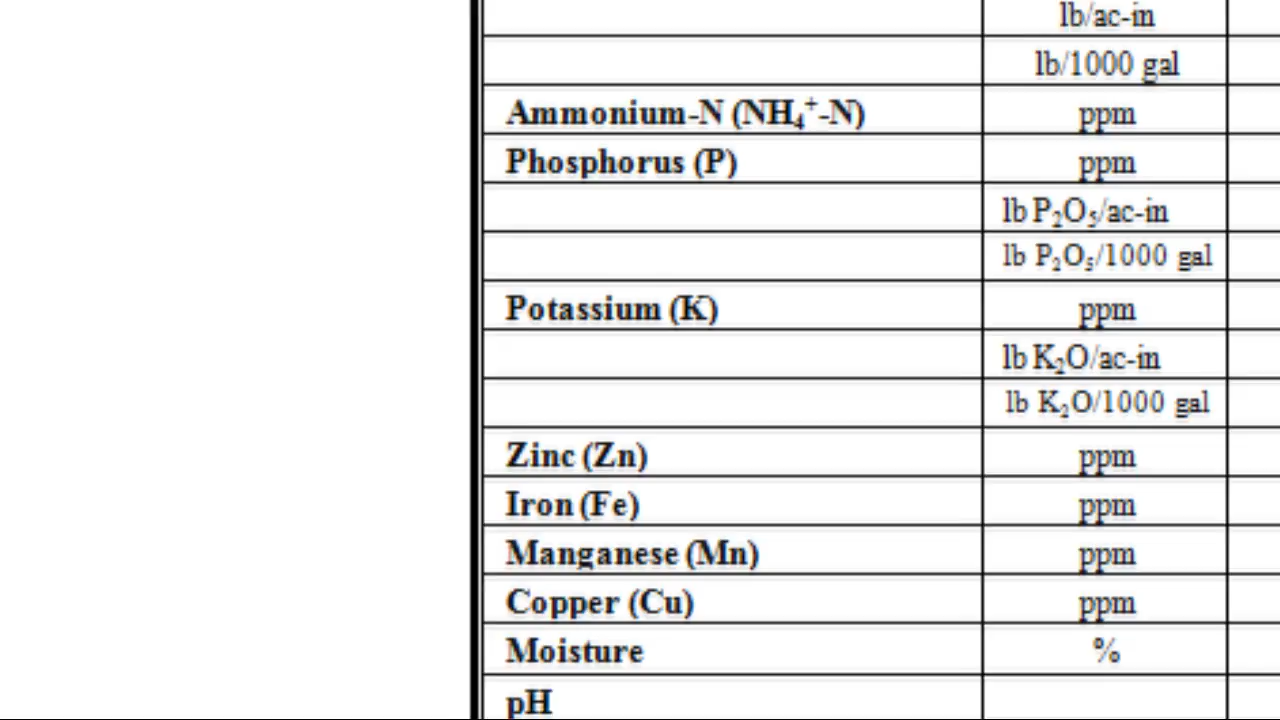 lb/ac-in
lb/1000 gal
Ammonium-N (NH₄⁺-N) ppm
Phosphorus (P) ppm
lb P₂O₅/ac-in
lb P₂O₅/1000 gal
Potassium (K) ppm
lb K₂O/ac-in
lb K₂O/1000 gal
Zinc (Zn) ppm
Iron (Fe) ppm
Manganese (Mn) ppm
Copper (Cu) ppm
Moisture %
pH